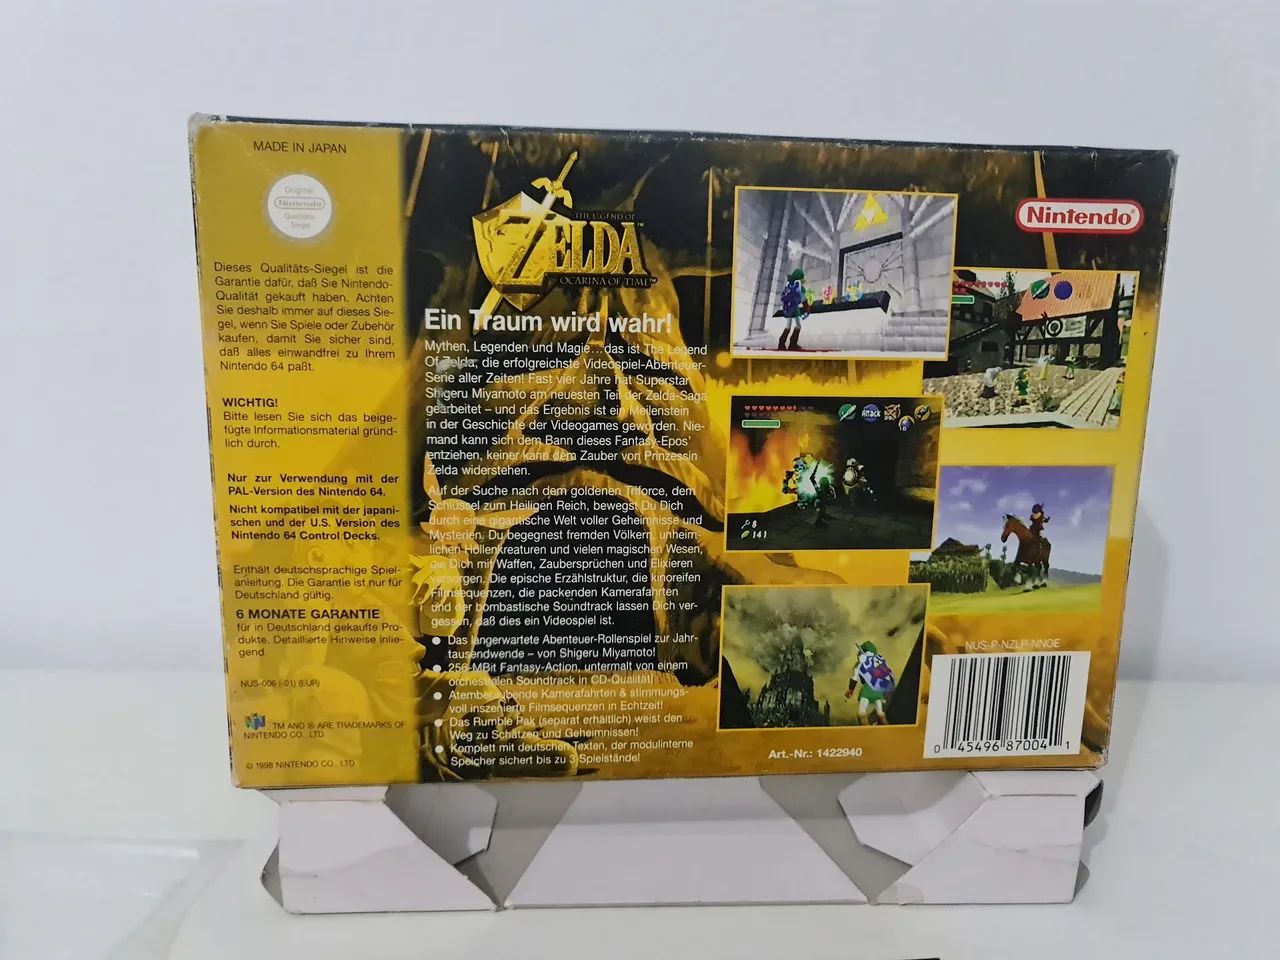 MADE IN JAPAN
Original
Nintendo
Qualitäts
Siegel
Dieses Qualitäts-Siegel ist die
Garantie dafür, daß Sie Nintendo-
Qualität gekauft haben. Achten
Sie deshalb immer auf dieses Sie-
gel, wenn Sie Spiele oder Zubehör
kaufen, damit Sie sicher sind,
daß alles einwandfrei zu Ihrem
Nintendo 64 paßt.
WICHTIG!
Bitte lesen Sie sich das beige-
fügte Informationsmaterial gründ-
lich durch.
Nur zur Verwendung mit der
PAL-Version des Nintendo 64.
Nicht kompatibel mit der japani-
schen und der U.S. Version des
Nintendo 64 Control Decks.
Enthält deutschsprachige Spiel-
anleitung. Die Garantie ist nur für
Deutschland gültig.
6 MONATE GARANTIE
für in Deutschland gekaufte Pro-
dukte. Detaillierte Hinweise inlie-
gend.
NUS-006 (-01) (EUR)
TM AND ® ARE TRADEMARKS OF
NINTENDO CO., LTD.
© 1998 NINTENDO CO., LTD.
THE LEGEND OF
ZELDA™
OCARINA OF TIME™
Ein Traum wird wahr!
Mythen, Legenden und Magie...das ist The Legend
Of Zelda, die erfolgreichste Videospiel-Abenteuer-
Serie aller Zeiten! Fast vier Jahre hat Superstar
Shigeru Miyamoto am neuesten Teil der Zelda-Saga
gearbeitet – und das Ergebnis ist ein Meilenstein
in der Geschichte der Videogames geworden. Nie-
mand kann sich dem Bann dieses Fantasy-Epos'
entziehen, keiner kann dem Zauber von Prinzessin
Zelda widerstehen.
Auf der Suche nach dem goldenen Triforce, dem
Schlüssel zum Heiligen Reich, bewegst Du Dich
durch eine gigantische Welt voller Geheimnisse und
Mysterien. Du begegnest fremden Völkern, unheim-
lichen Höllenkreaturen und vielen magischen Wesen,
die Dich mit Waffen, Zaubersprüchen und Elixieren
versorgen. Die epische Erzählstruktur, die kinoreifen
Filmsequenzen, die packenden Kamerafahrten
und der bombastische Soundtrack lassen Dich ver-
gessen, daß dies ein Videospiel ist.
● Das langerwartete Abenteuer-Rollenspiel zur Jahr-
tausendwende – von Shigeru Miyamoto!
● 256-MBit Fantasy-Action, untermalt von einem
orchestralen Soundtrack in CD-Qualität!
● Atemberaubende Kamerafahrten & stimmungs-
voll inszenierte Filmsequenzen in Echtzeit!
● Das Rumble Pak (separat erhältlich) weist den
Weg zu Schätzen und Geheimnissen!
● Komplett mit deutschen Texten, der modulinterne
Speicher sichert bis zu 3 Spielstände!
Nintendo®
Attack
8
141
Art.-Nr.: 1422940
NUS-P-NZLP-NNOE
0 45496 87004 1